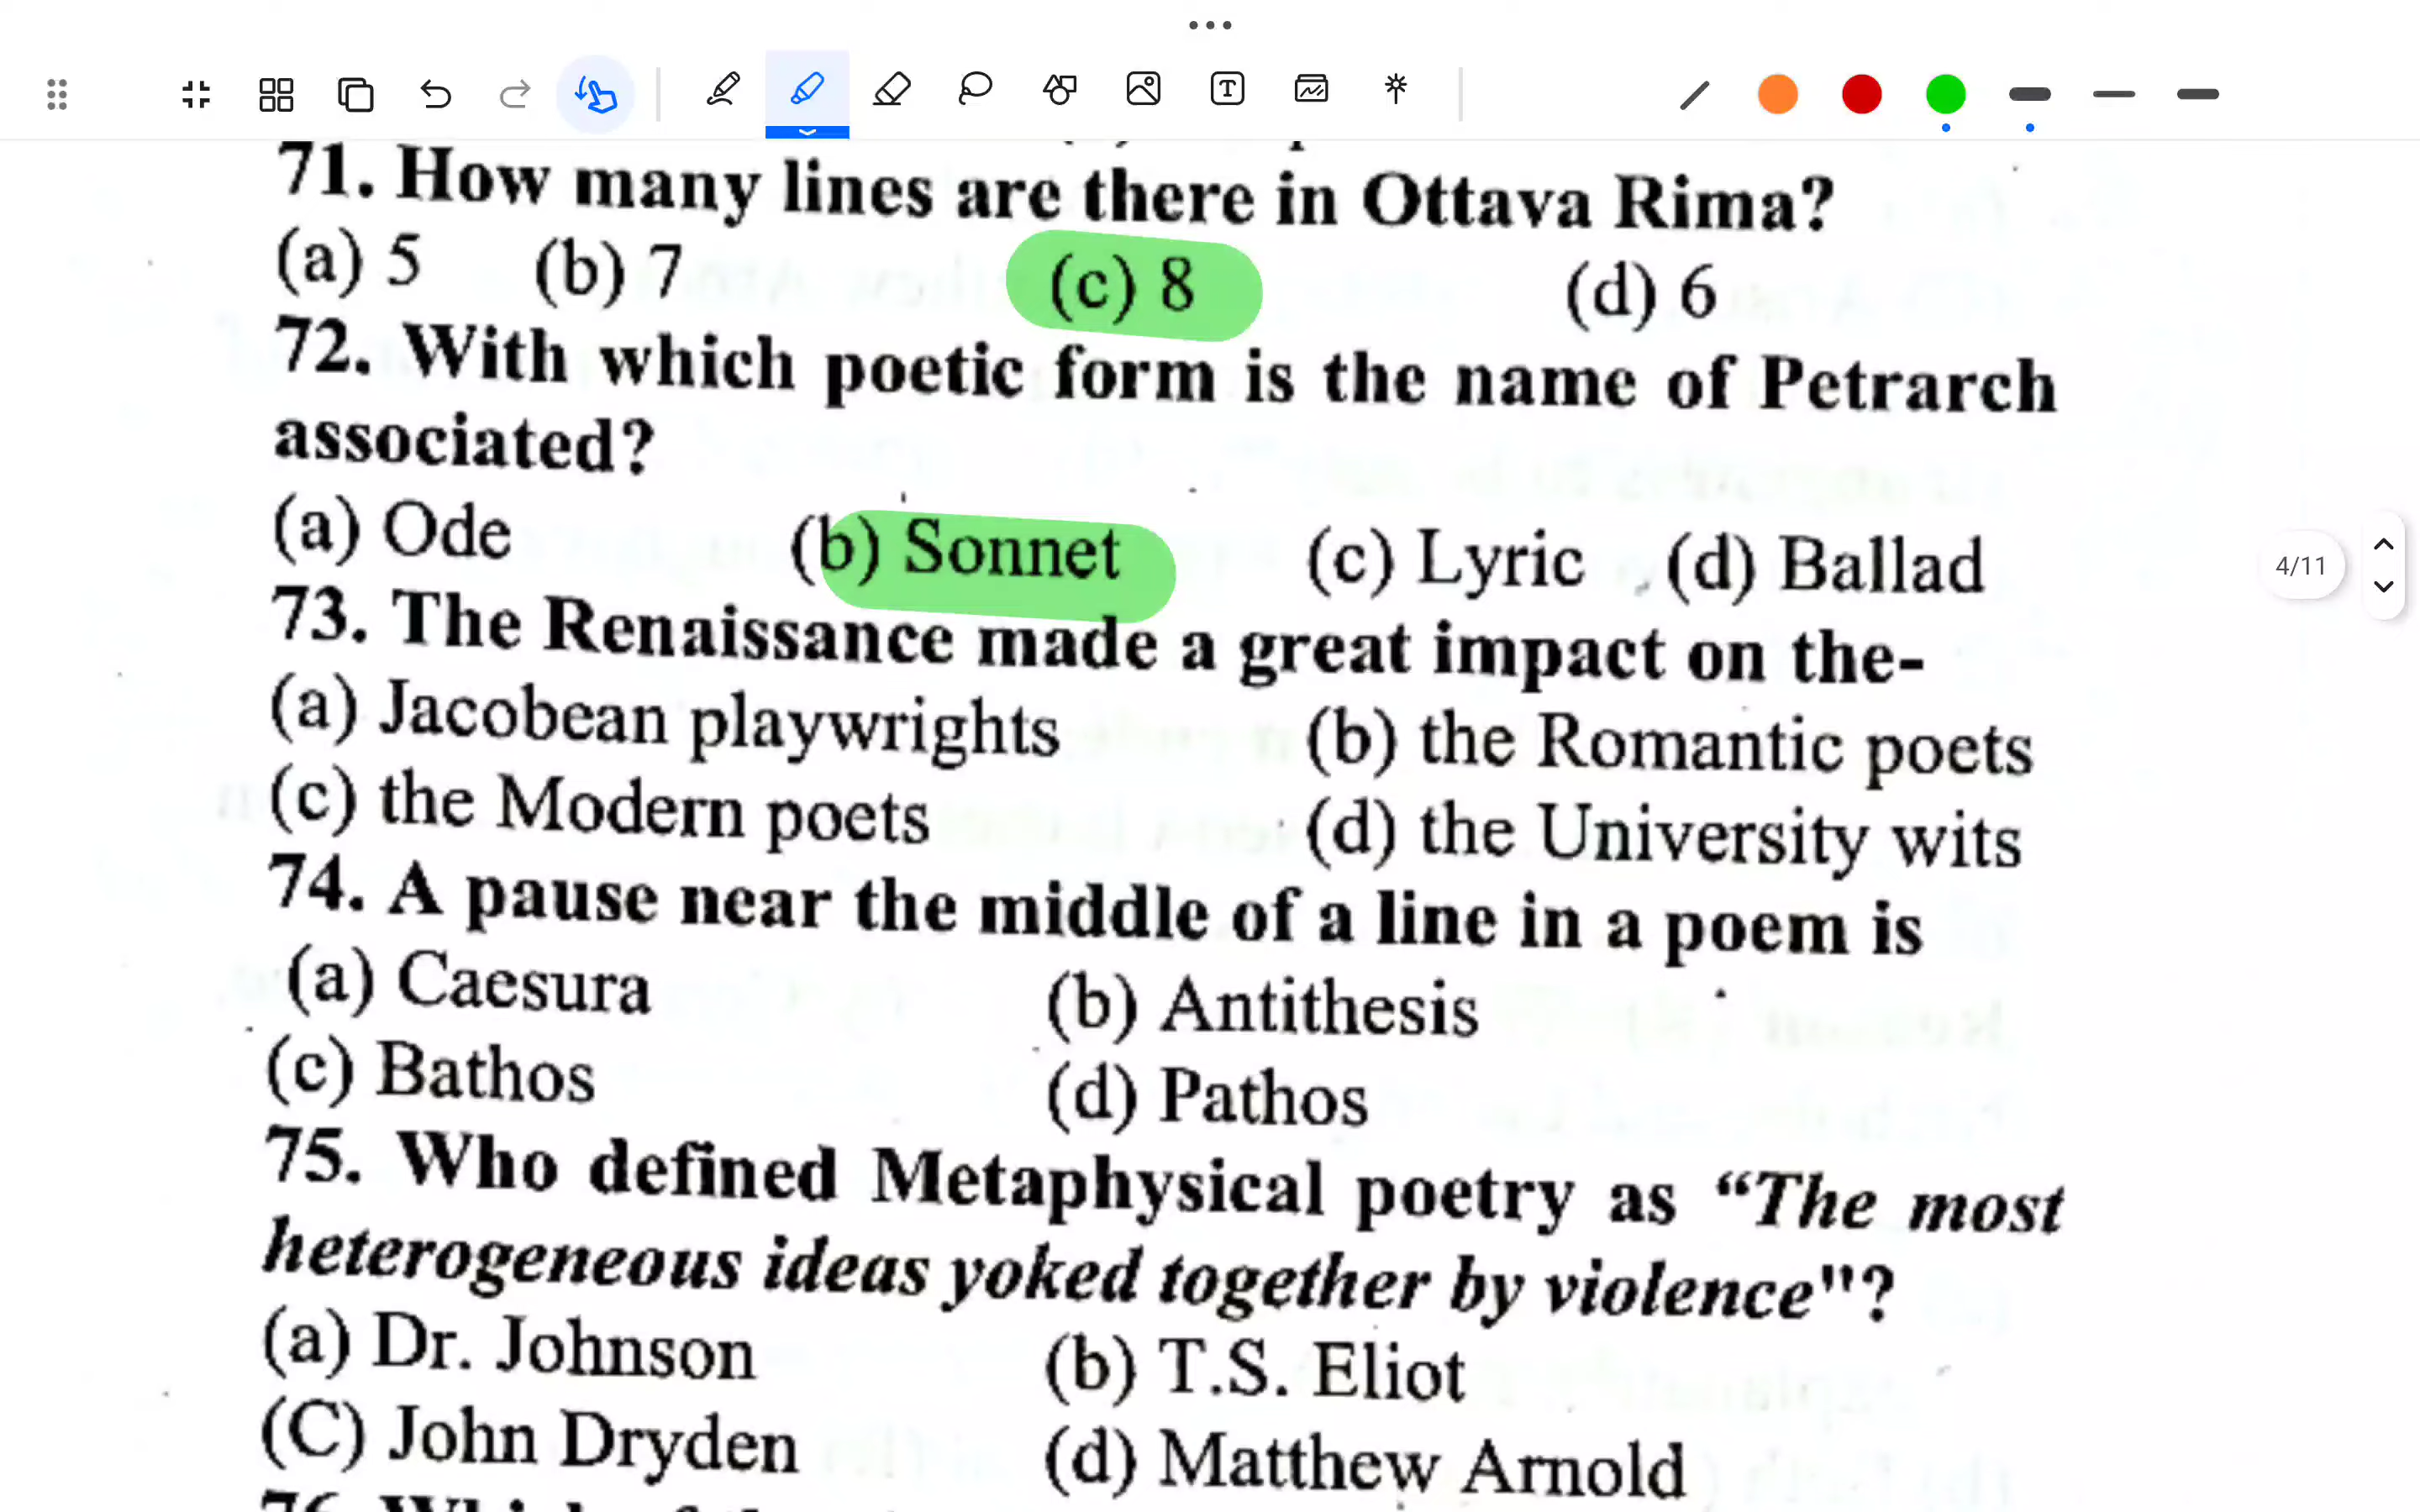 71. How many lines are there in Ottava Rima?
(a) 5 (b) 7 (c) 8 (d) 6
72. With which poetic form is the name of Petrarch
associated?
(a) Ode (b) Sonnet (c) Lyric (d) Ballad
4/11
73. The Renaissance made a great impact on the-
(a) Jacobean playwrights (b) the Romantic poets
(c) the Modern poets (d) the University wits
74. A pause near the middle of a line in a poem is
(a) Caesura (b) Antithesis
(c) Bathos (d) Pathos
75. Who defined Metaphysical poetry as "The most
heterogeneous ideas yoked together by violence"?
(a) Dr. Johnson (b) T.S. Eliot
(C) John Dryden (d) Matthew Arnold